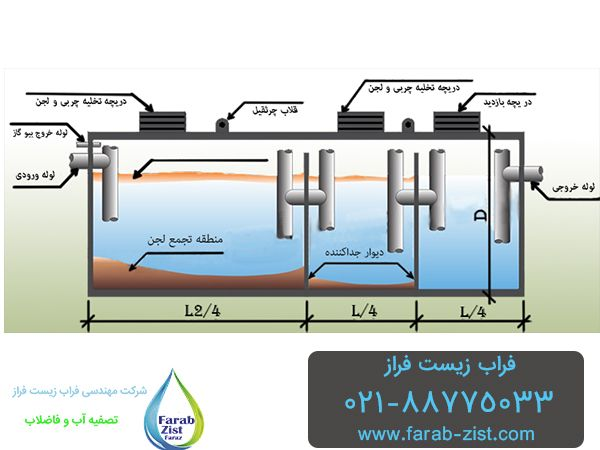 دریچه تخلیه چربی و لجن
دریچه بازدید
قلاب جرثقیل
دریچه تخلیه چربی و لجن
لوله خروج بیو گاز
لوله ورودی
لوله خروجی
منطقه تجمع لجن
دیوار جداکننده
D
L2/4
L/4
L/4
شرکت مهندسی فراب زیست فراز
تصفیه آب و فاضلاب
Farab
Zist
Faraz
فراب زیست فراز
۰۲۱-۸۸۷۷۵۰۳۳
www.farab-zist.com